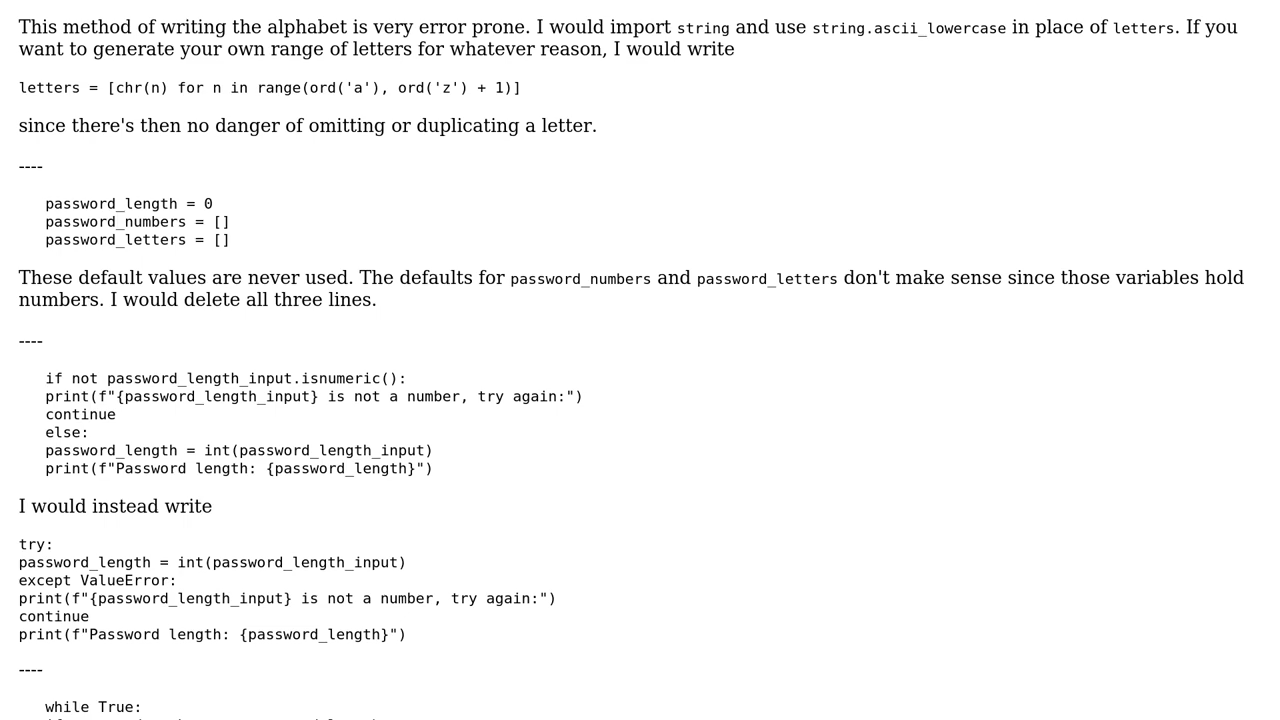 This method of writing the alphabet is very error prone. I would import string and use string.ascii_lowercase in place of letters. If you
want to generate your own range of letters for whatever reason, I would write
letters = [chr(n) for n in range(ord('a'), ord('z') + 1)]
since there's then no danger of omitting or duplicating a letter.
----
password_length = 0
password_numbers = []
password_letters = []
These default values are never used. The defaults for password_numbers and password_letters don't make sense since those variables hold
numbers. I would delete all three lines.
----
if not password_length_input.isnumeric():
print(f"{password_length_input} is not a number, try again:")
continue
else:
password_length = int(password_length_input)
print(f"Password length: {password_length}")
I would instead write
try:
password_length = int(password_length_input)
except ValueError:
print(f"{password_length_input} is not a number, try again:")
continue
print(f"Password length: {password_length}")
----
while True: